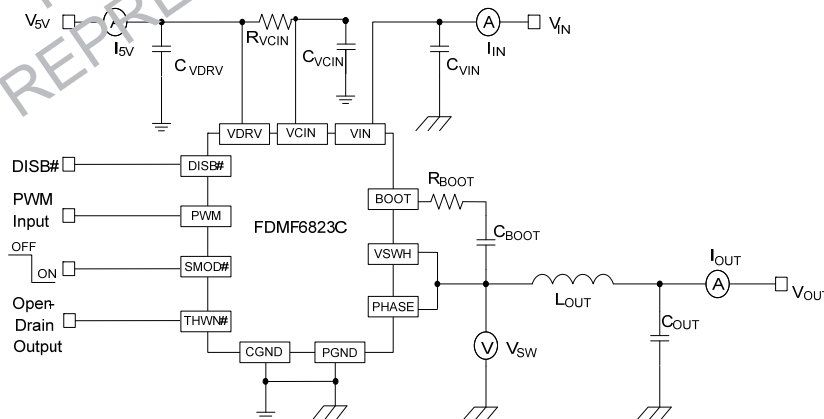 REPRE
V5V
A
I5V
CVDRV
RVCIN
CVCIN
CVIN
A
IIN
VIN
VDRV
VCIN
VIN
DISB#
DISB#
PWM
Input
PWM
FDMF6823C
BOOT
RBOOT
CBOOT
OFF
ON
SMOD#
VSWH
IOUT
A
VOUT
LOUT
Open-
Drain
Output
THWN#
PHASE
COUT
V
VSW
CGND
PGND